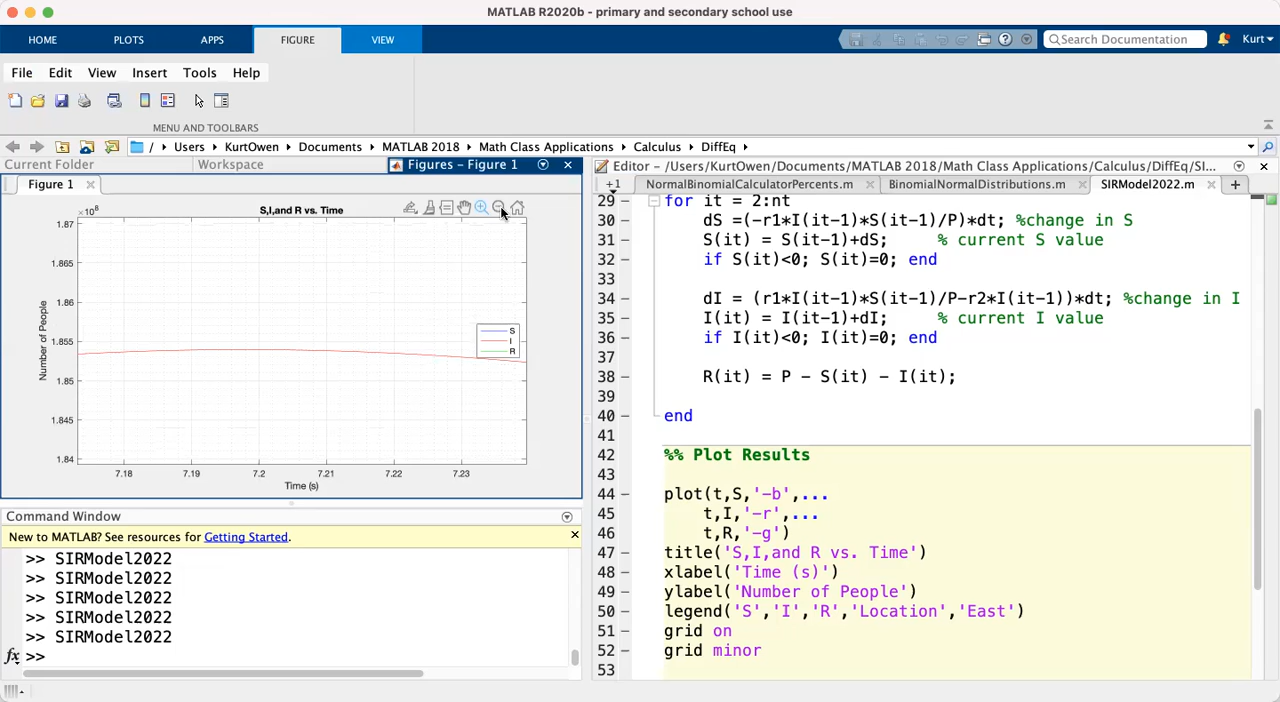 MATLAB R2020b - primary and secondary school use
HOME PLOTS APPS FIGURE VIEW
Search Documentation Kurt
File Edit View Insert Tools Help
MENU AND TOOLBARS
/ Users KurtOwen Documents MATLAB 2018 Math Class Applications Calculus DiffEq
Current Folder Workspace Figures – Figure 1
Figure 1
×10⁸
S,I,and R vs. Time
1.87
1.865
1.86
1.855
1.85
1.845
1.84
Number of People
S
I
R
7.18 7.19 7.2 7.21 7.22 7.23
Time (s)
Command Window
New to MATLAB? See resources for Getting Started.
>> SIRModel2022
>> SIRModel2022
>> SIRModel2022
>> SIRModel2022
>> SIRModel2022
fx >>
Editor – /Users/KurtOwen/Documents/MATLAB 2018/Math Class Applications/Calculus/DiffEq/SI...
+1 NormalBinomialCalculatorPercents.m BinomialNormalDistributions.m SIRModel2022.m +
29 – for it = 2:nt
30 – dS =(-r1*I(it-1)*S(it-1)/P)*dt; %change in S
31 – S(it) = S(it-1)+dS; % current S value
32 – if S(it)<0; S(it)=0; end
33
34 – dI = (r1*I(it-1)*S(it-1)/P-r2*I(it-1))*dt; %change in I
35 – I(it) = I(it-1)+dI; % current I value
36 – if I(it)<0; I(it)=0; end
37
38 – R(it) = P - S(it) - I(it);
39
40 – end
41
42 %% Plot Results
43
44 – plot(t,S,'-b',...
45 t,I,'-r',...
46 t,R,'-g')
47 – title('S,I,and R vs. Time')
48 – xlabel('Time (s)')
49 – ylabel('Number of People')
50 – legend('S','I','R','Location','East')
51 – grid on
52 – grid minor
53